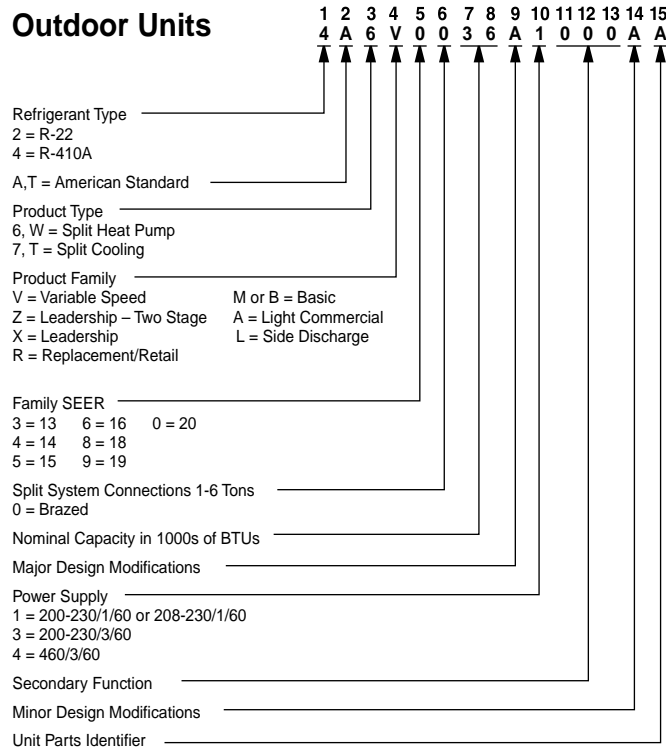 Outdoor Units
1 2 3 4 5 6 7 8 9 10 11 12 13 14 15
4 A 6 V 0 0 3 6 A 1 0 0 0 A A
Refrigerant Type
2 = R-22
4 = R-410A
A,T = American Standard
Product Type
6, W = Split Heat Pump
7, T = Split Cooling
Product Family
V = Variable Speed M or B = Basic
Z = Leadership – Two Stage A = Light Commercial
X = Leadership L = Side Discharge
R = Replacement/Retail
Family SEER
3 = 13 6 = 16 0 = 20
4 = 14 8 = 18
5 = 15 9 = 19
Split System Connections 1-6 Tons
0 = Brazed
Nominal Capacity in 1000s of BTUs
Major Design Modifications
Power Supply
1 = 200-230/1/60 or 208-230/1/60
3 = 200-230/3/60
4 = 460/3/60
Secondary Function
Minor Design Modifications
Unit Parts Identifier